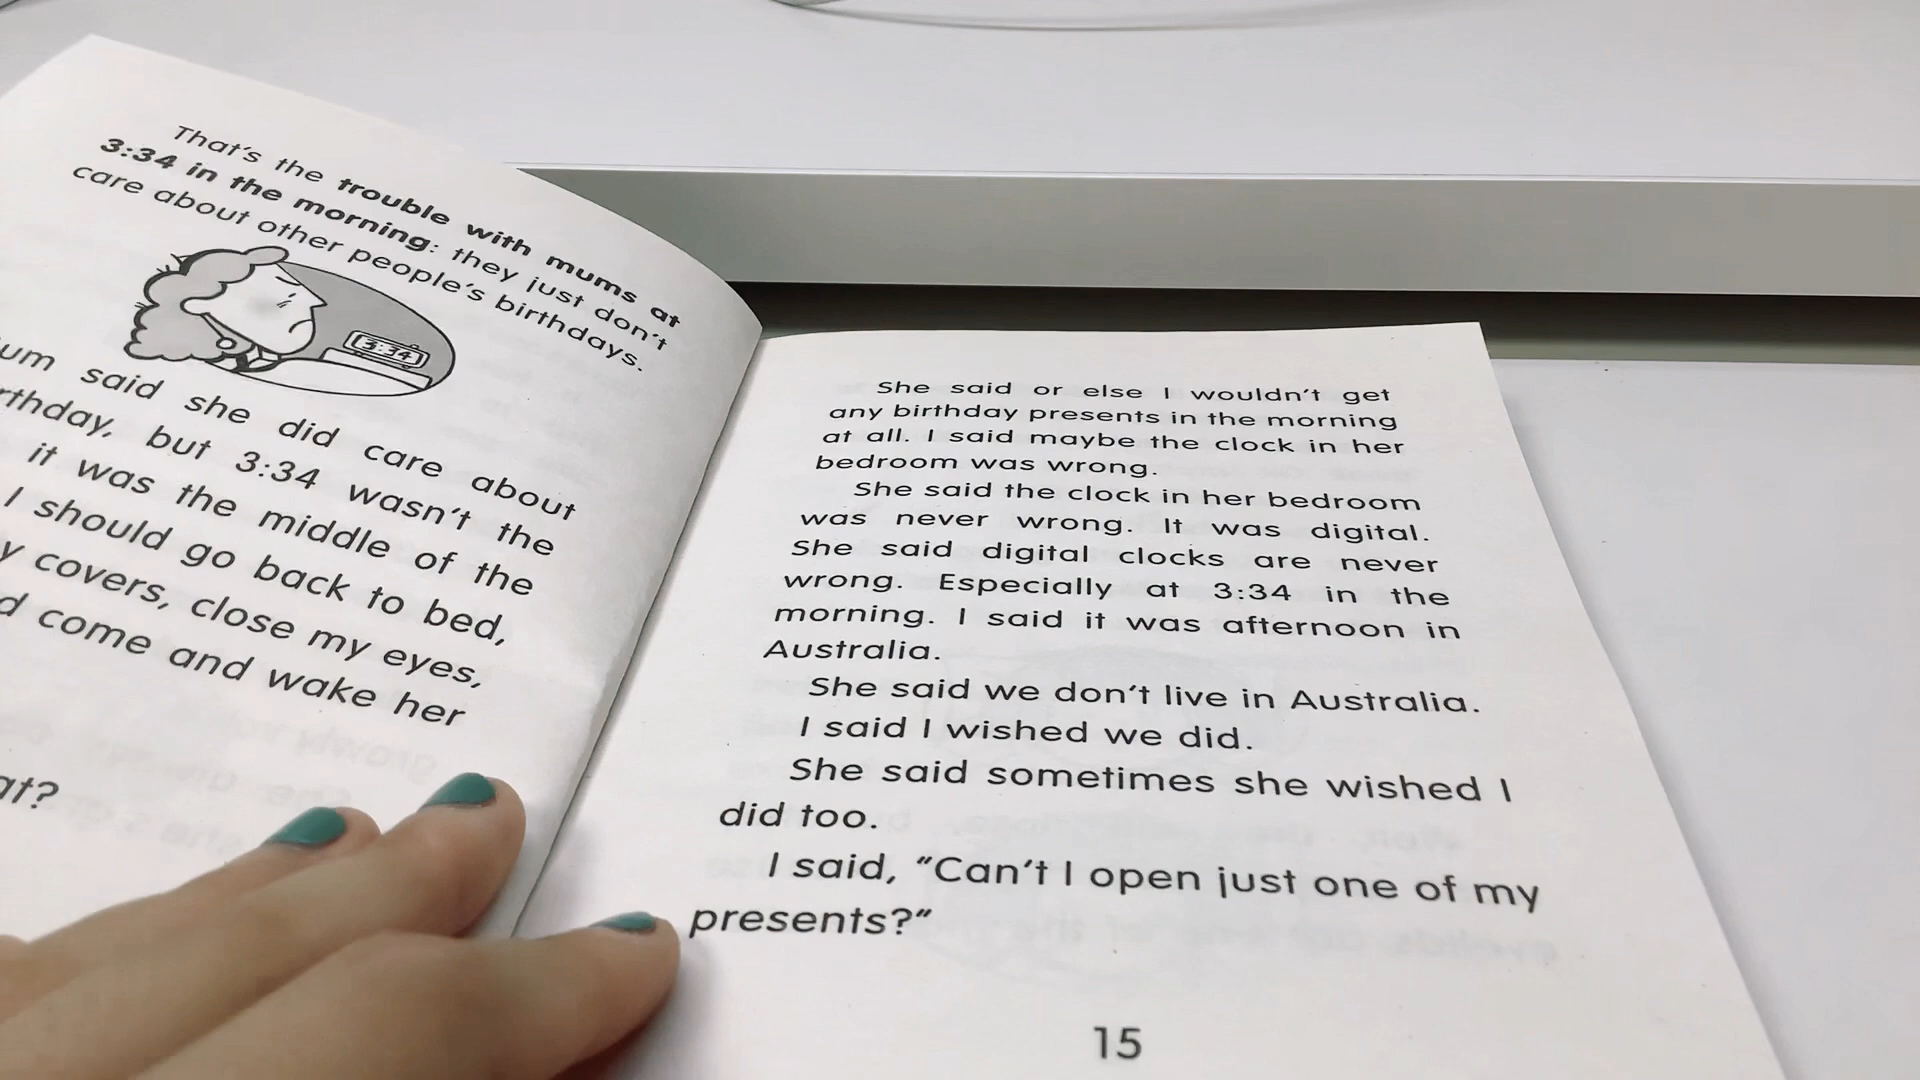 That's the trouble with mums at
3:34 in the morning: they just don't
care about other people's birthdays.
3:34
said she did care about
but 3:34 wasn't the
it was the middle of the
I should go back to bed,
covers, close my eyes,
come and wake her
She said or else I wouldn't get
any birthday presents in the morning
at all. I said maybe the clock in her
bedroom was wrong.
She said the clock in her bedroom
was never wrong. It was digital.
She said digital clocks are never
wrong. Especially at 3:34 in the
morning. I said it was afternoon in
Australia.
She said we don't live in Australia.
I said I wished we did.
She said sometimes she wished I
did too.
I said, "Can't I open just one of my
presents?"
15